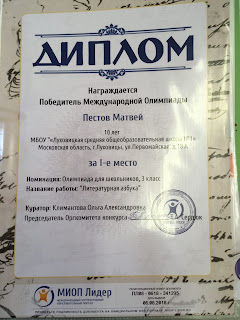 ДИПЛОМ
Награждается
Победитель Международной Олимпиады
Пестов Матвей
10 лет
МБОУ "«Луховицкая средняя общеобразовательная школа №1»
Московская область, г.Луховицы, ул.Первомайская
за I-е место
Номинация: Олимпиада для школьников, 3 класс
Название работы: "Литературная азбука"
Куратор: Климантова Ольга Александровна
Председатель Оргкомитета конкурса
МИОП Лидер